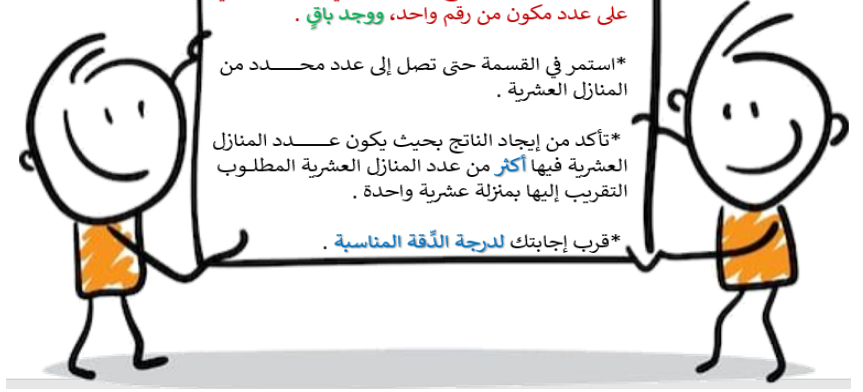 على عدد مكون من رقم واحد، ووجد باقٍ .
*استمر في القسمة حتى تصل إلى عدد محـــــدد من
المنازل العشرية .
*تأكد من إيجاد الناتج بحيث يكون عـــــــدد المنازل
العشرية فيها أكثر من عدد المنازل العشرية المطلـوب
التقريب إليها بمنزلة عشرية واحدة .
*قرب إجابتك لدرجة الدِّقة المناسبة .